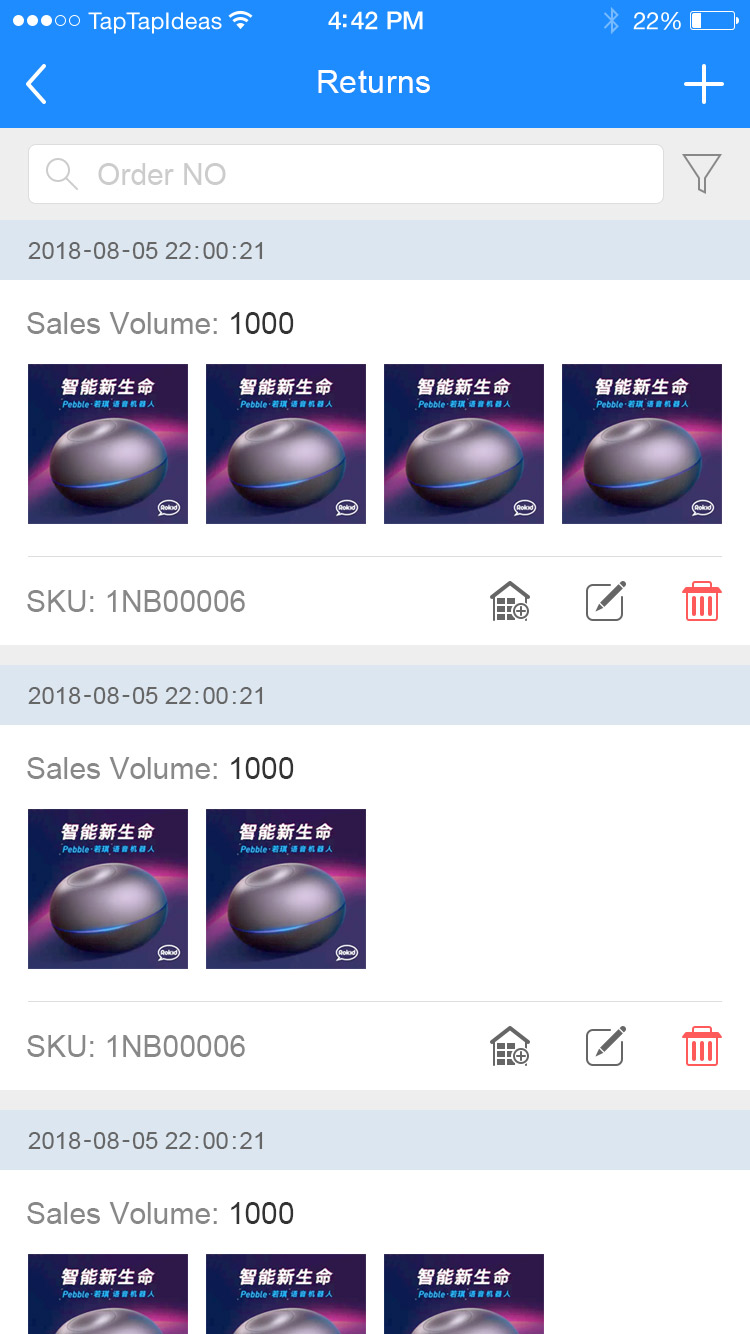 TapTapIdeas 4:42 PM 22%
Returns
Order NO
2018-08-05 22:00:21
Sales Volume: 1000
智能新生命 智能新生命 智能新生命 智能新生命
Pebble·若琪 语音机器人 Pebble·若琪 语音机器人 Pebble·若琪 语音机器人 Pebble·若琪 语音机器人
Rokid Rokid Rokid Rokid
SKU: 1NB00006
2018-08-05 22:00:21
Sales Volume: 1000
智能新生命 智能新生命
Pebble·若琪 语音机器人 Pebble·若琪 语音机器人
Rokid Rokid
SKU: 1NB00006
2018-08-05 22:00:21
Sales Volume: 1000
智能新生命 智能新生命 智能新生命
Pebble·若琪 语音机器人 Pebble·若琪 语音机器人 Pebble·若琪 语音机器人